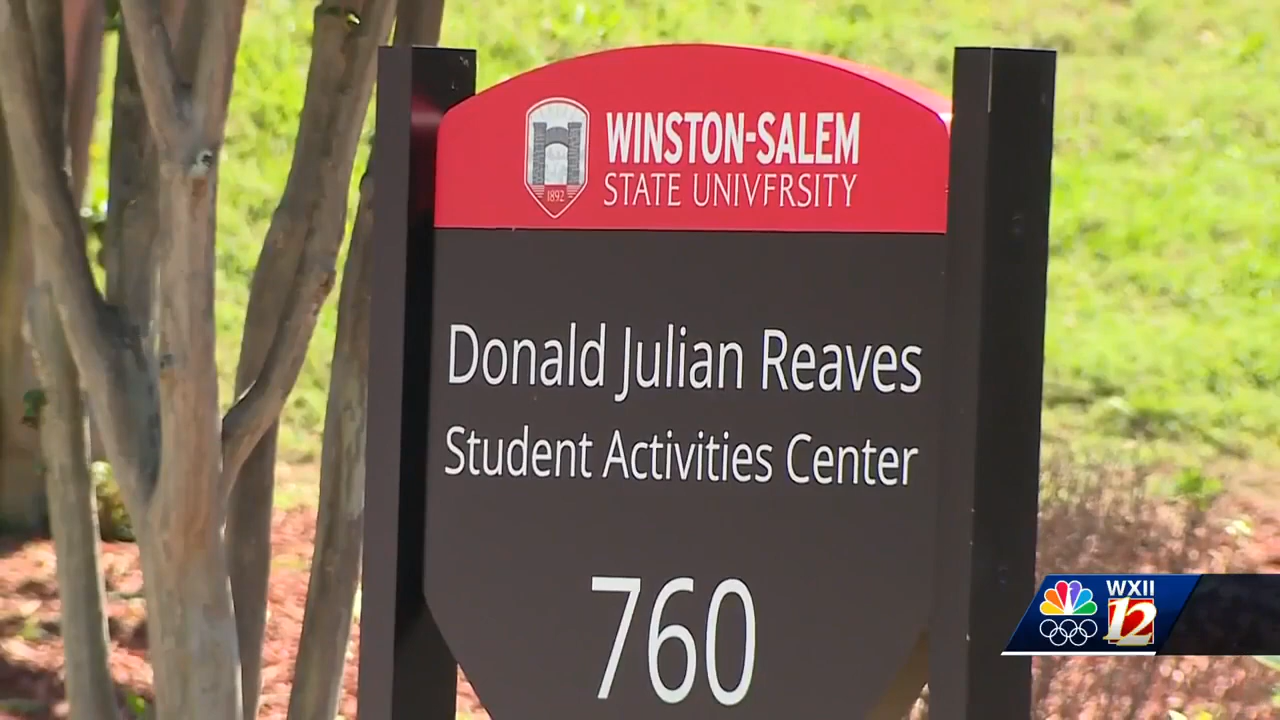 WINSTON-SALEM
STATE UNIVFRSITY
1892
Donald Julian Reaves
Student Activities Center
760
WXII
12